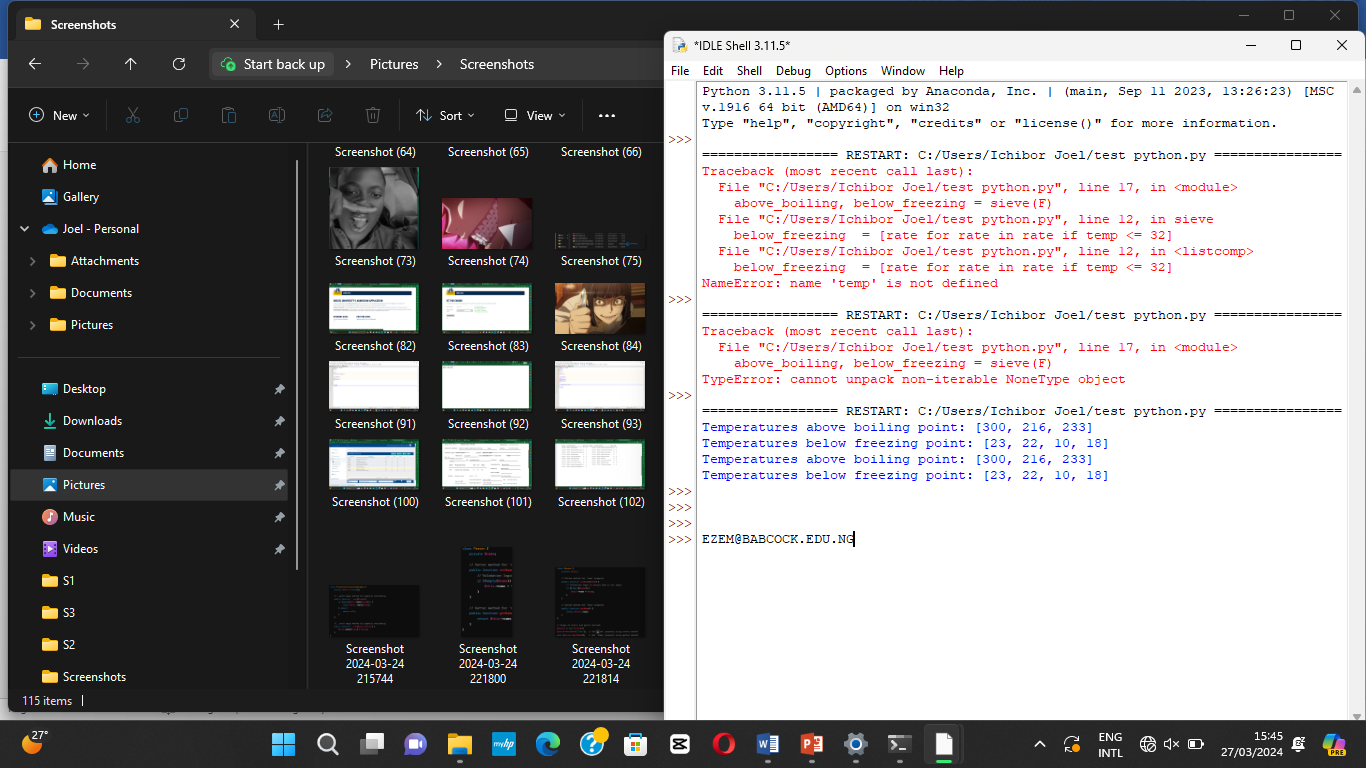 Screenshots
Start back up > Pictures > Screenshots
New
Sort
View
Home
Gallery
Joel - Personal
Attachments
Documents
Pictures
Desktop
Downloads
Documents
Pictures
Music
Videos
S1
S3
S2
Screenshots
115 items
Screenshot (64)
Screenshot (65)
Screenshot (66)
Screenshot (73)
Screenshot (74)
Screenshot (75)
Screenshot (82)
Screenshot (83)
Screenshot (84)
Screenshot (91)
Screenshot (92)
Screenshot (93)
Screenshot (100)
Screenshot (101)
Screenshot (102)
Screenshot
2024-03-24
215744
Screenshot
2024-03-24
221800
Screenshot
2024-03-24
221814
*IDLE Shell 3.11.5*
File Edit Shell Debug Options Window Help
Python 3.11.5 | packaged by Anaconda, Inc. | (main, Sep 11 2023, 13:26:23) [MSC
v.1916 64 bit (AMD64)] on win32
Type "help", "copyright", "credits" or "license()" for more information.
>>>
================= RESTART: C:/Users/Ichibor Joel/test python.py ================
Traceback (most recent call last):
  File "C:/Users/Ichibor Joel/test python.py", line 17, in <module>
    above_boiling, below_freezing = sieve(F)
  File "C:/Users/Ichibor Joel/test python.py", line 12, in sieve
    below_freezing  = [rate for rate in rate if temp <= 32]
  File "C:/Users/Ichibor Joel/test python.py", line 12, in <listcomp>
    below_freezing  = [rate for rate in rate if temp <= 32]
NameError: name 'temp' is not defined
>>>
================= RESTART: C:/Users/Ichibor Joel/test python.py ================
Traceback (most recent call last):
  File "C:/Users/Ichibor Joel/test python.py", line 17, in <module>
    above_boiling, below_freezing = sieve(F)
TypeError: cannot unpack non-iterable NoneType object
>>>
================= RESTART: C:/Users/Ichibor Joel/test python.py ================
Temperatures above boiling point: [300, 216, 233]
Temperatures below freezing point: [23, 22, 10, 18]
Temperatures above boiling point: [300, 216, 233]
Temperatures below freezing point: [23, 22, 10, 18]
>>>
>>>
>>>
>>> EZEM@BABCOCK.EDU.NG
27°
myhp
ENG
INTL
15:45
27/03/2024
PRE